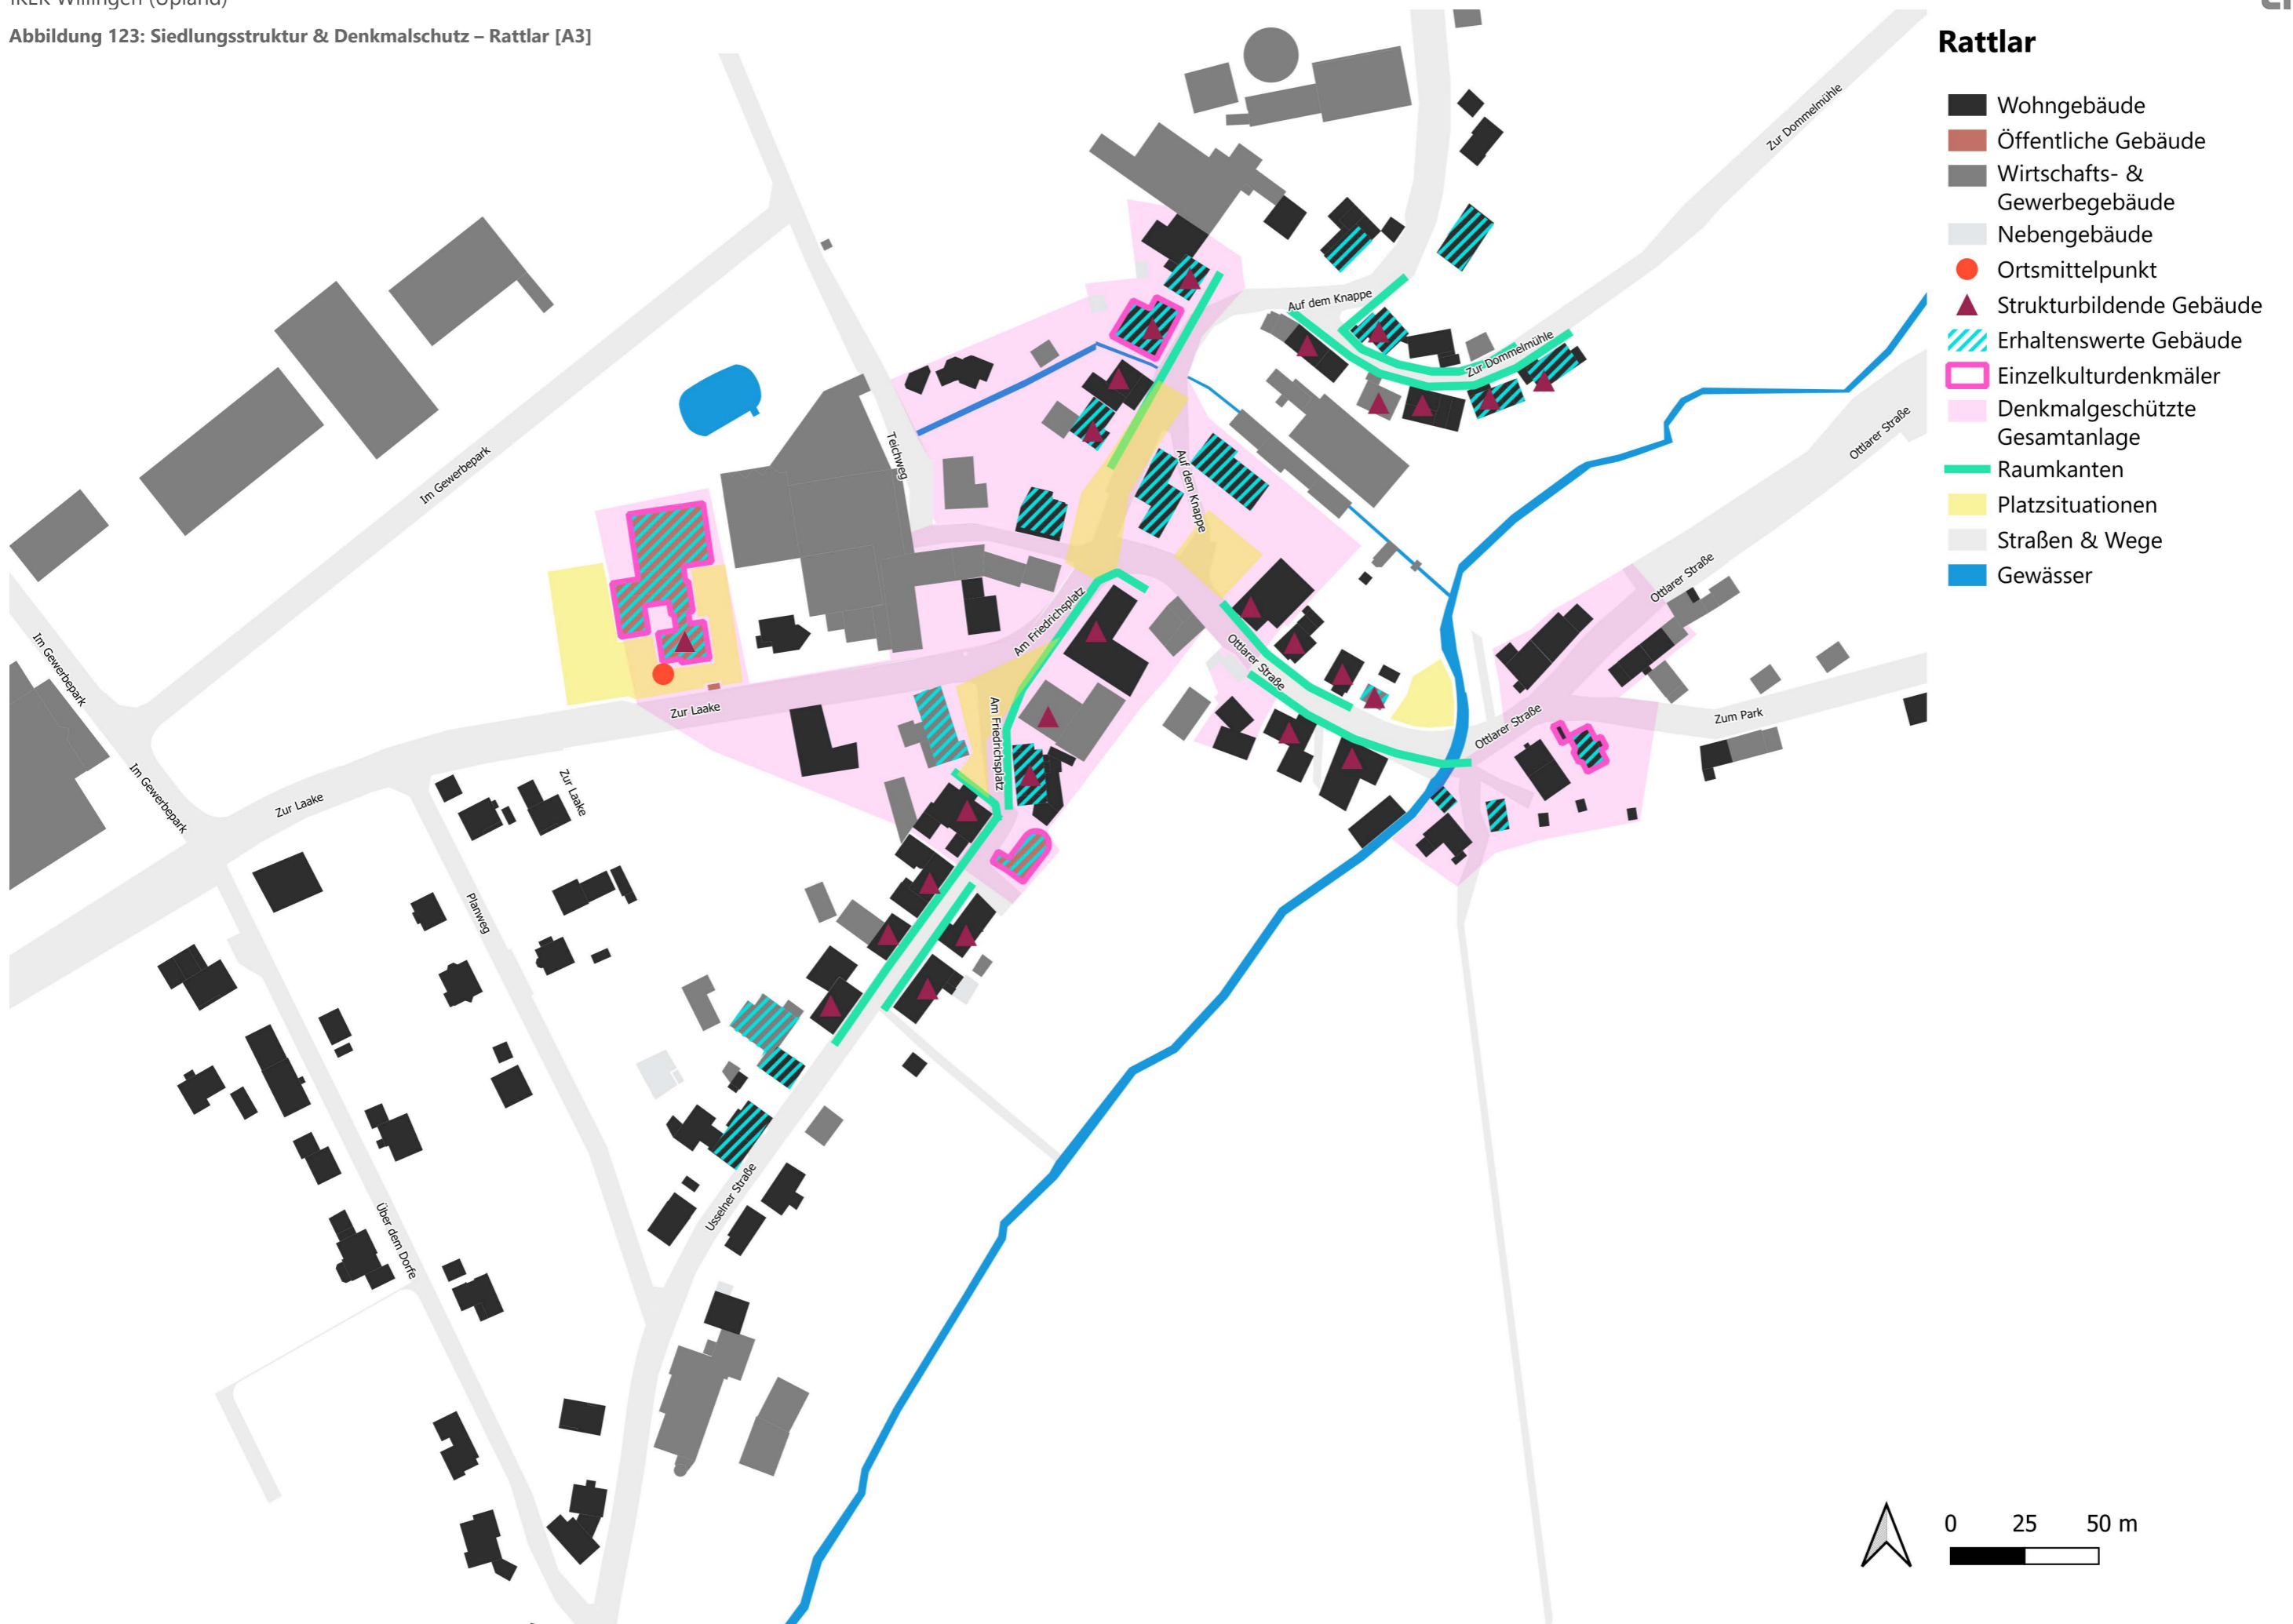 IKEK Willingen (Upland)
Abbildung 123: Siedlungsstruktur & Denkmalschutz – Rattlar [A3]
Rattlar
Wohngebäude
Öffentliche Gebäude
Wirtschafts- &
Gewerbegebäude
Nebengebäude
Ortsmittelpunkt
Strukturbildende Gebäude
Erhaltenswerte Gebäude
Einzelkulturdenkmäler
Denkmalgeschützte
Gesamtanlage
Raumkanten
Platzsituationen
Straßen & Wege
Gewässer
Zur Dommelmühle
Auf dem Knappe
Zur Dommelmühle
Ottlarer Straße
Teichweg
Im Gewerbepark
Auf dem Knappe
Ottlarer Straße
Am Friedrichsplatz
Ottlarer Straße
Im Gewerbepark
Zur Laake
Am Friedrichsplatz
Ottlarer Straße
Zum Park
Im Gewerbepark
Zur Laake
Zur Laake
Planweg
Usselner Straße
Über dem Dorfe
0 25 50 m